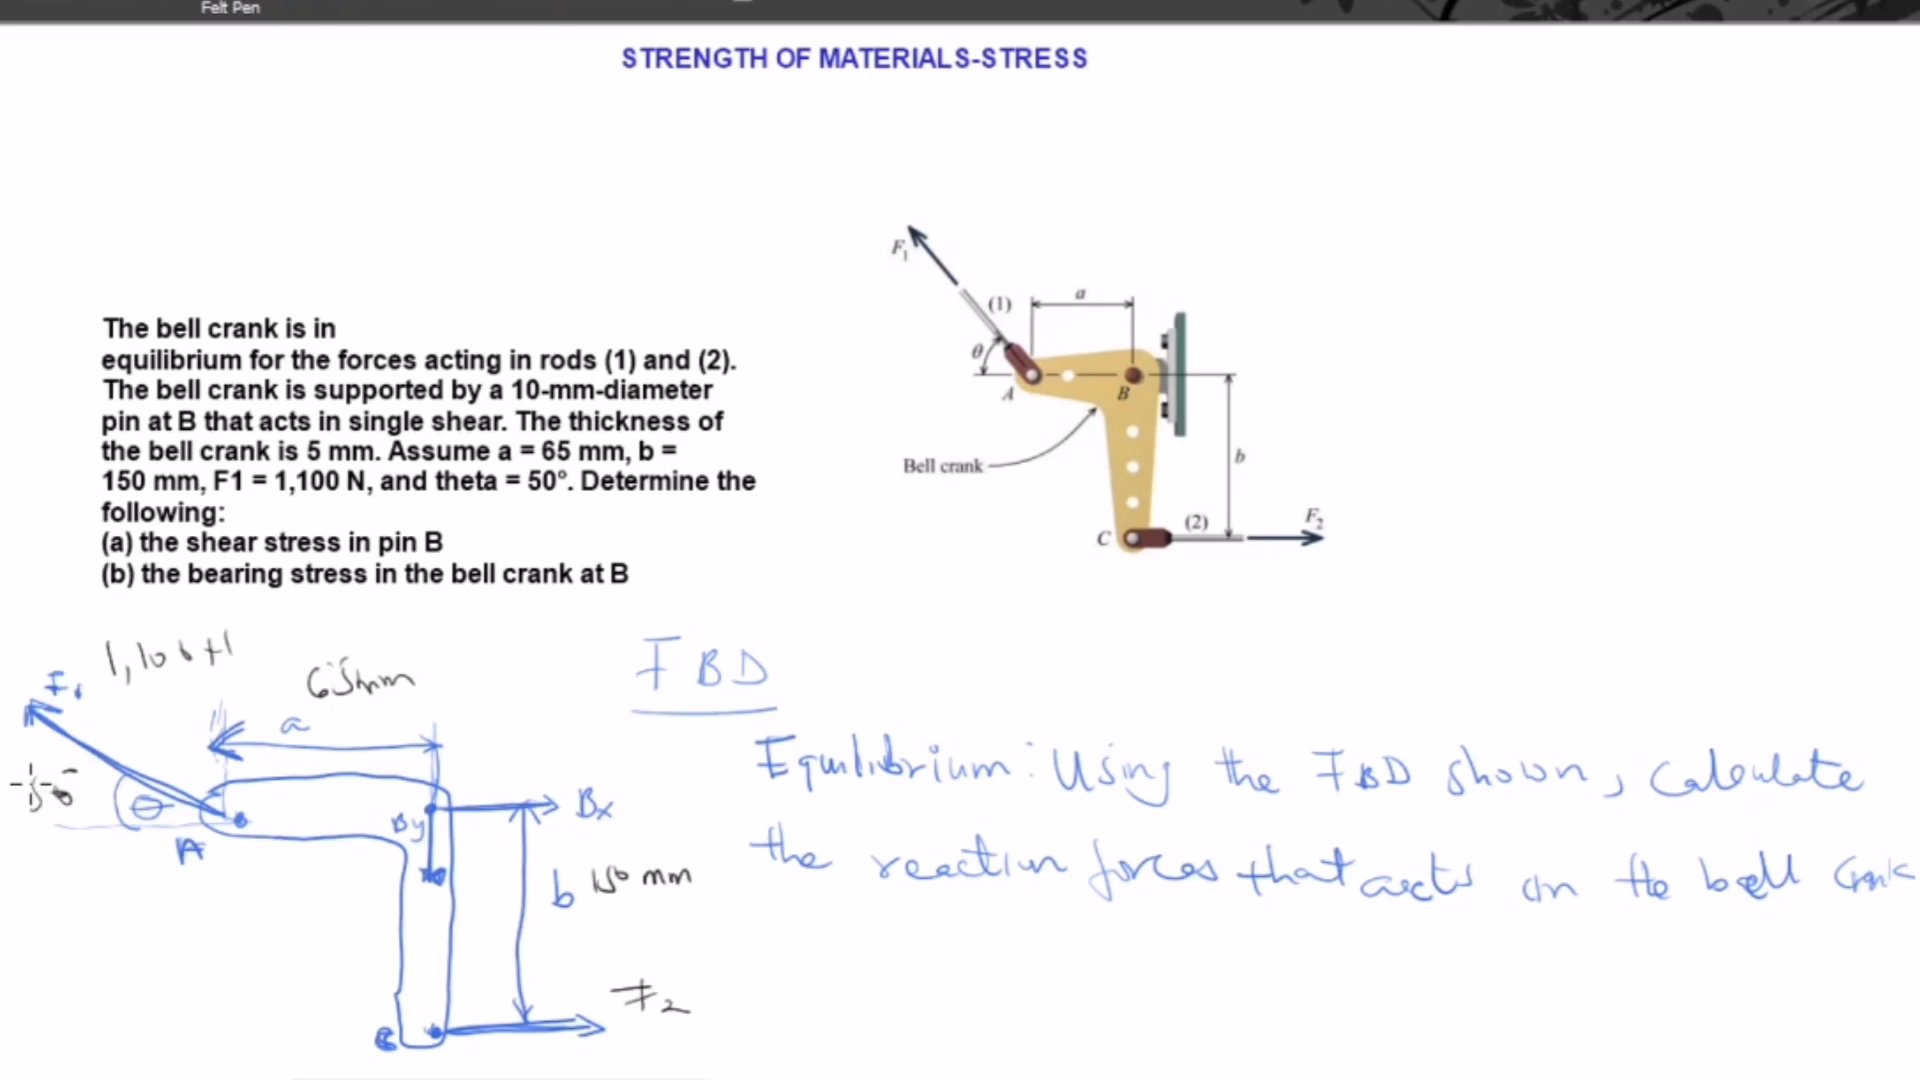 Felt Pen
STRENGTH OF MATERIALS-STRESS
The bell crank is in
equilibrium for the forces acting in rods (1) and (2).
The bell crank is supported by a 10-mm-diameter
pin at B that acts in single shear. The thickness of
the bell crank is 5 mm. Assume a = 65 mm, b =
150 mm, F1 = 1,100 N, and theta = 50°. Determine the
following:
(a) the shear stress in pin B
(b) the bearing stress in the bell crank at B
F1
(1)
a
θ
A
B
b
Bell crank
(2)
F2
C
F1
65mm
a
FBD
Equilibrium: Using the FBD shown, calculate
the reaction forces that acts on the bell crank
θ
A
By
Bx
b 150 mm
F2